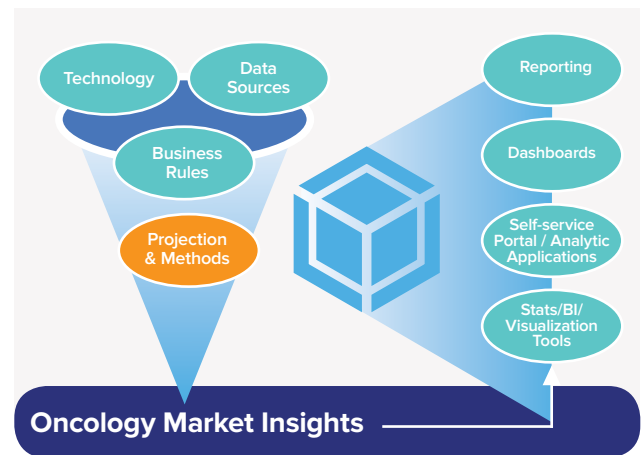 Technology
Data
Sources
Business
Rules
Projection
& Methods
Reporting
Dashboards
Self-service
Portal / Analytic
Applications
Stats/BI/
Visualization
Tools
Oncology Market Insights